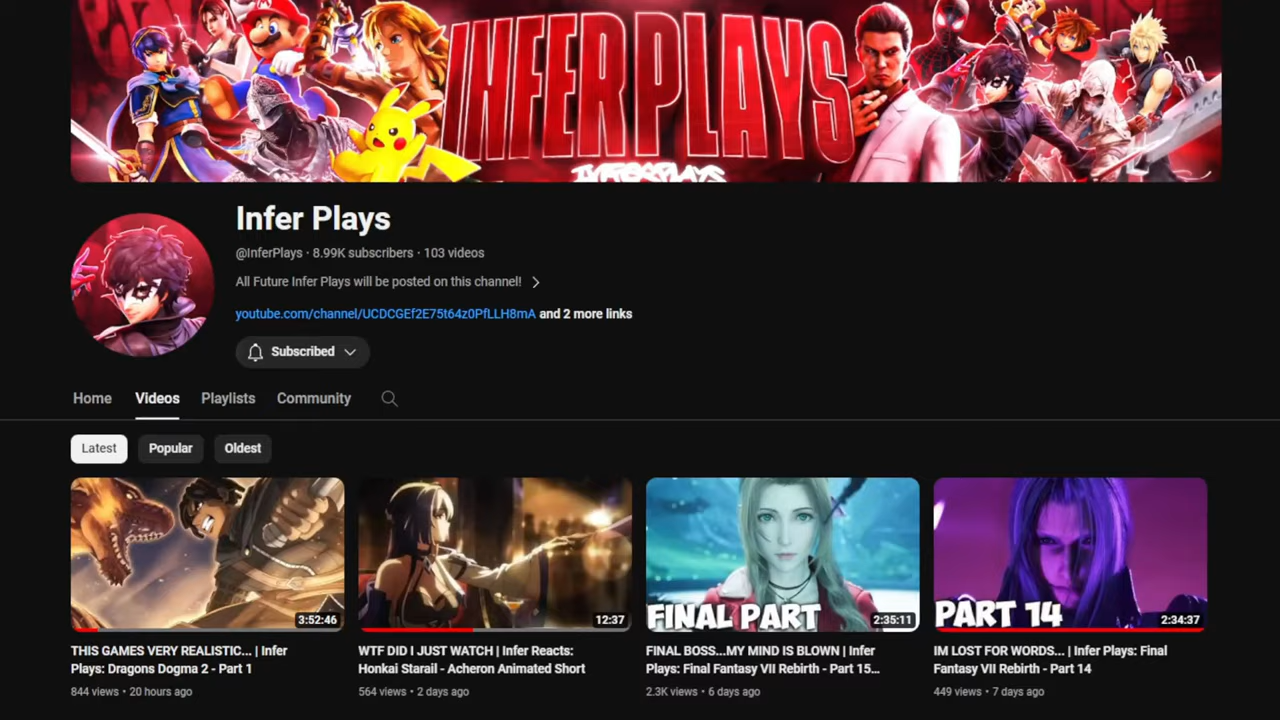 INFERPLAYS
INFERPLAYS
Infer Plays
@InferPlays · 8.99K subscribers · 103 videos
All Future Infer Plays will be posted on this channel!
youtube.com/channel/UCDCGEf2E75t64z0PfLLH8mA and 2 more links
Subscribed
Home Videos Playlists Community
Latest Popular Oldest
3:52:46
12:37
FINAL PART 2:35:11
PART 14 2:34:37
THIS GAMES VERY REALISTIC... | Infer
Plays: Dragons Dogma 2 - Part 1
844 views • 20 hours ago
WTF DID I JUST WATCH | Infer Reacts:
Honkai Starail - Acheron Animated Short
564 views • 2 days ago
FINAL BOSS...MY MIND IS BLOWN | Infer
Plays: Final Fantasy VII Rebirth - Part 15...
2.3K views • 6 days ago
IM LOST FOR WORDS... | Infer Plays: Final
Fantasy VII Rebirth - Part 14
449 views • 7 days ago